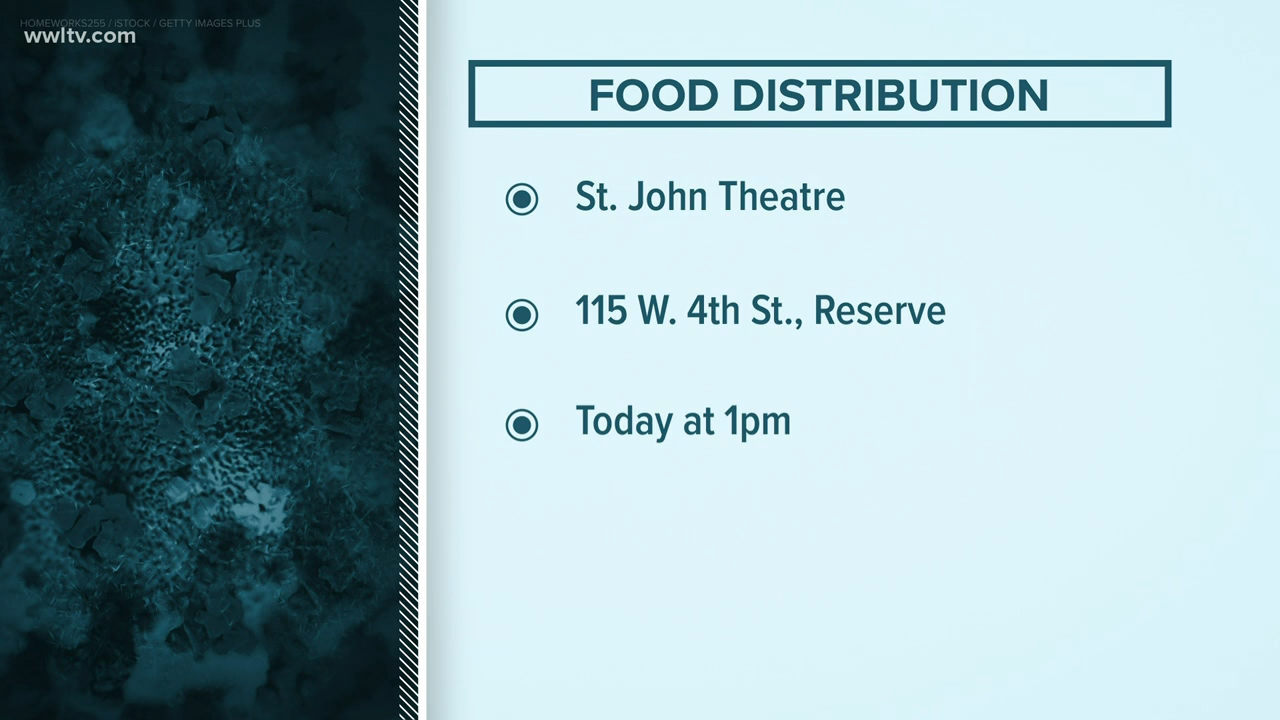 HOMEWORKS255 / iSTOCK / GETTY IMAGES PLUS
wwltv.com
FOOD DISTRIBUTION
St. John Theatre
115 W. 4th St., Reserve
Today at 1pm